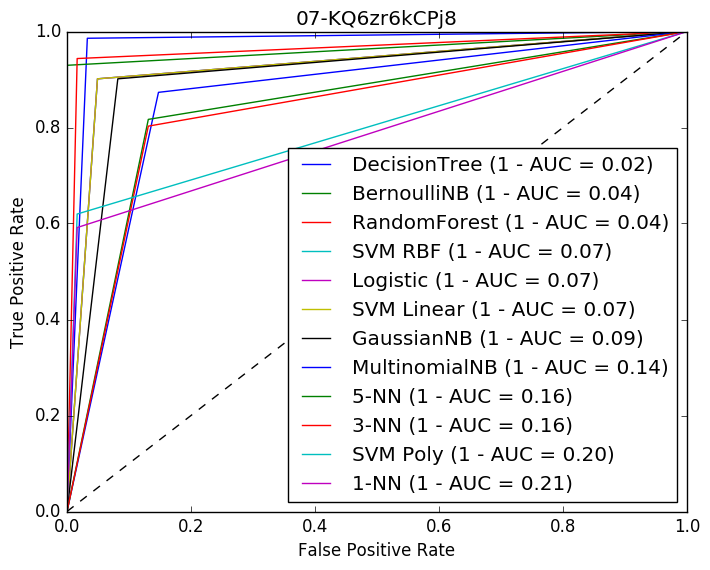 07-KQ6zr6kCPj8
1.0
0.8
0.6
0.4
0.2
0.0
True Positive Rate
DecisionTree (1 - AUC = 0.02)
BernoulliNB (1 - AUC = 0.04)
RandomForest (1 - AUC = 0.04)
SVM RBF (1 - AUC = 0.07)
Logistic (1 - AUC = 0.07)
SVM Linear (1 - AUC = 0.07)
GaussianNB (1 - AUC = 0.09)
MultinomialNB (1 - AUC = 0.14)
5-NN (1 - AUC = 0.16)
3-NN (1 - AUC = 0.16)
SVM Poly (1 - AUC = 0.20)
1-NN (1 - AUC = 0.21)
0.0 0.2 0.4 0.6 0.8 1.0
False Positive Rate